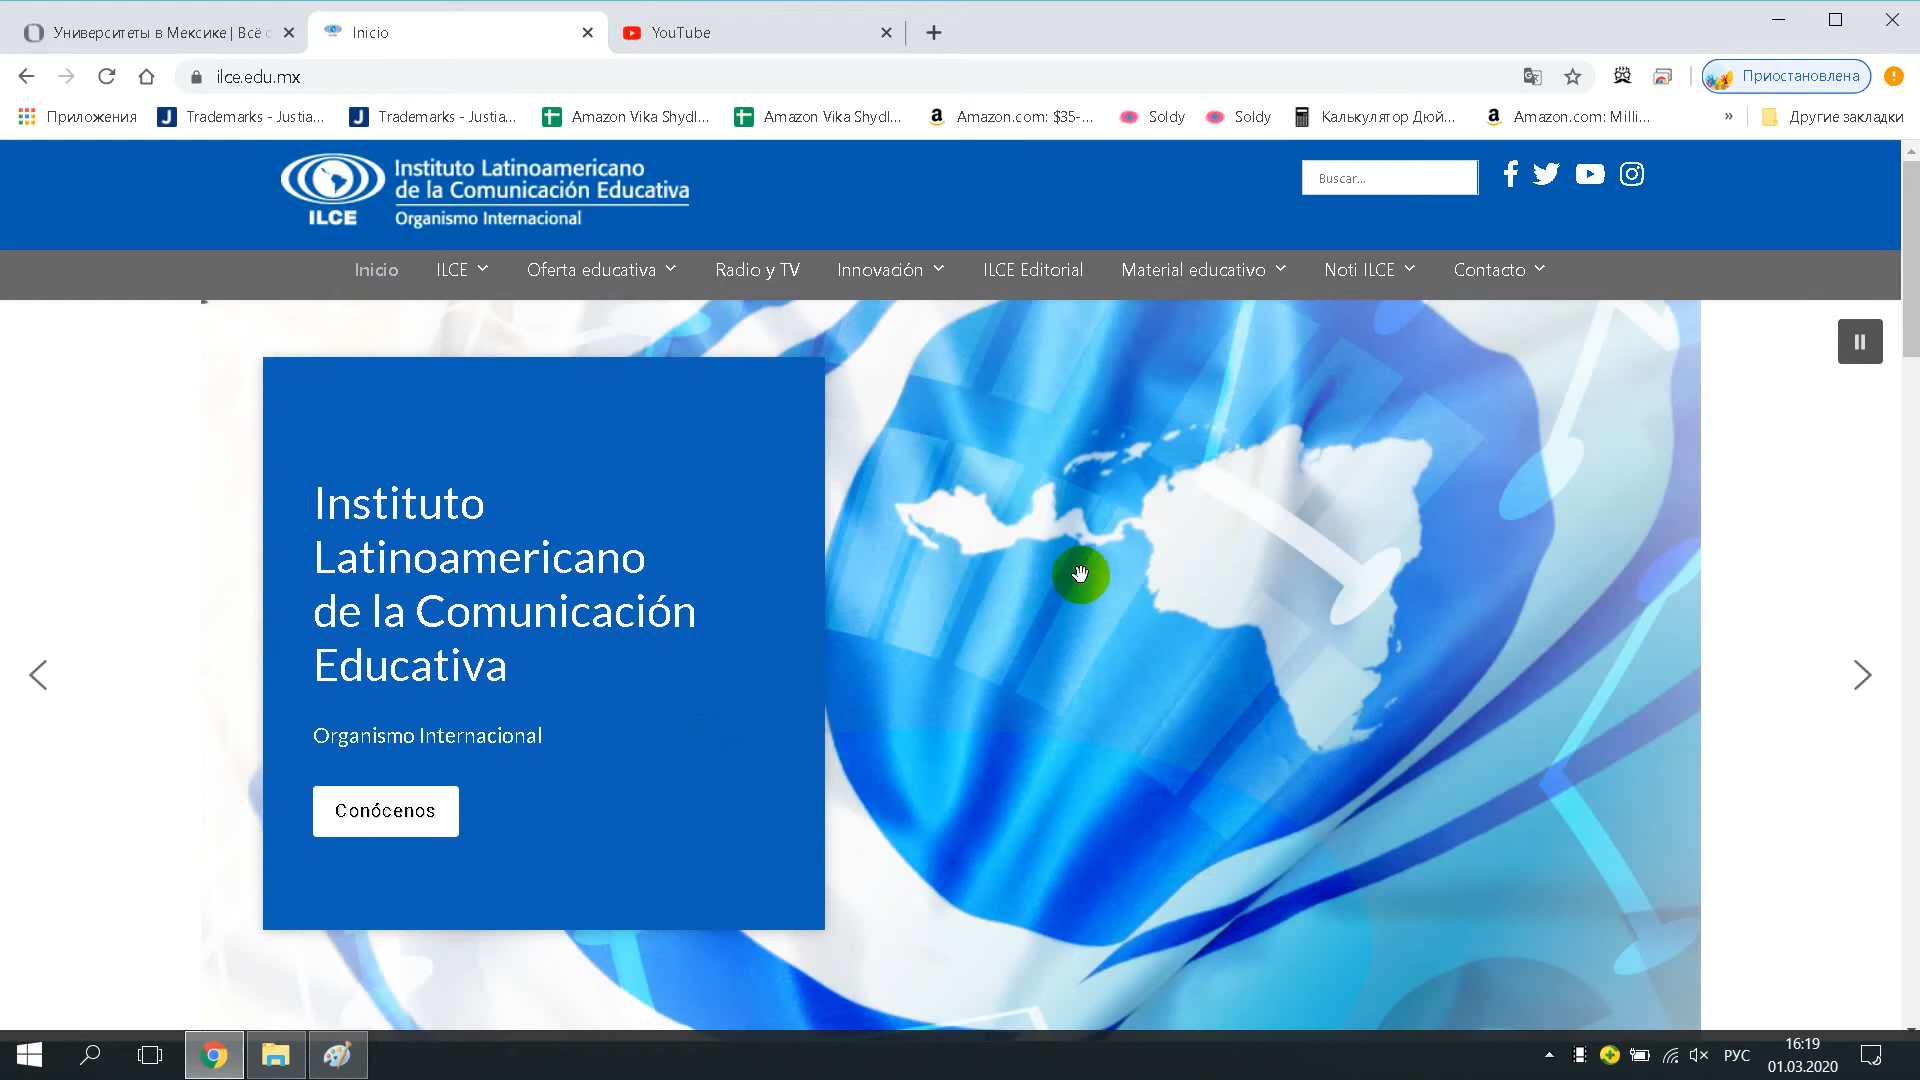 Университеты в Мексике | Всё с
Inicio
YouTube
ilce.edu.mx
Приостановлена
Приложения
Trademarks - Justia...
Trademarks - Justia...
Amazon Vika Shydl...
Amazon Vika Shydl...
Amazon.com: $35-...
Soldy
Soldy
Калькулятор Дюй...
Amazon.com: Milli...
»
Другие закладки
ILCE
Instituto Latinoamericano
de la Comunicación Educativa
Organismo Internacional
Buscar...
Inicio
ILCE
Oferta educativa
Radio y TV
Innovación
ILCE Editorial
Material educativo
Noti ILCE
Contacto
Instituto
Latinoamericano
de la Comunicación
Educativa
Organismo Internacional
Conócenos
РУС
16:19
01.03.2020